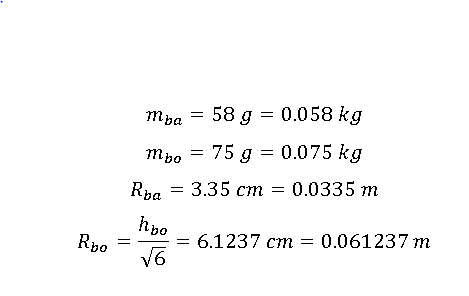 m_ba = 58 g = 0.058 kg
m_bo = 75 g = 0.075 kg
R_ba = 3.35 cm = 0.0335 m
R_bo = h_bo/√6 = 6.1237 cm = 0.061237 m